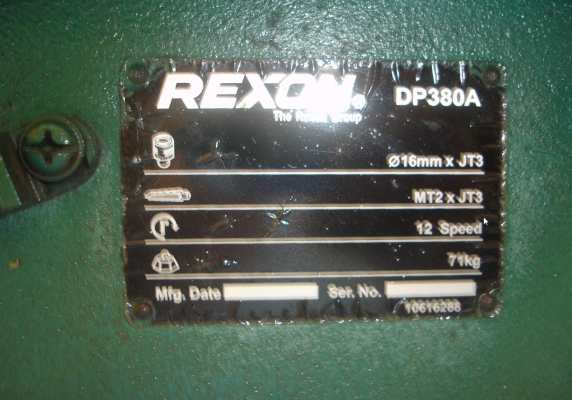 REXON® DP380A
The Rexon Group
Ø16mm x JT3
MT2 x JT3
12 Speed
71kg
Mfg. Date Ser. No.
10616288